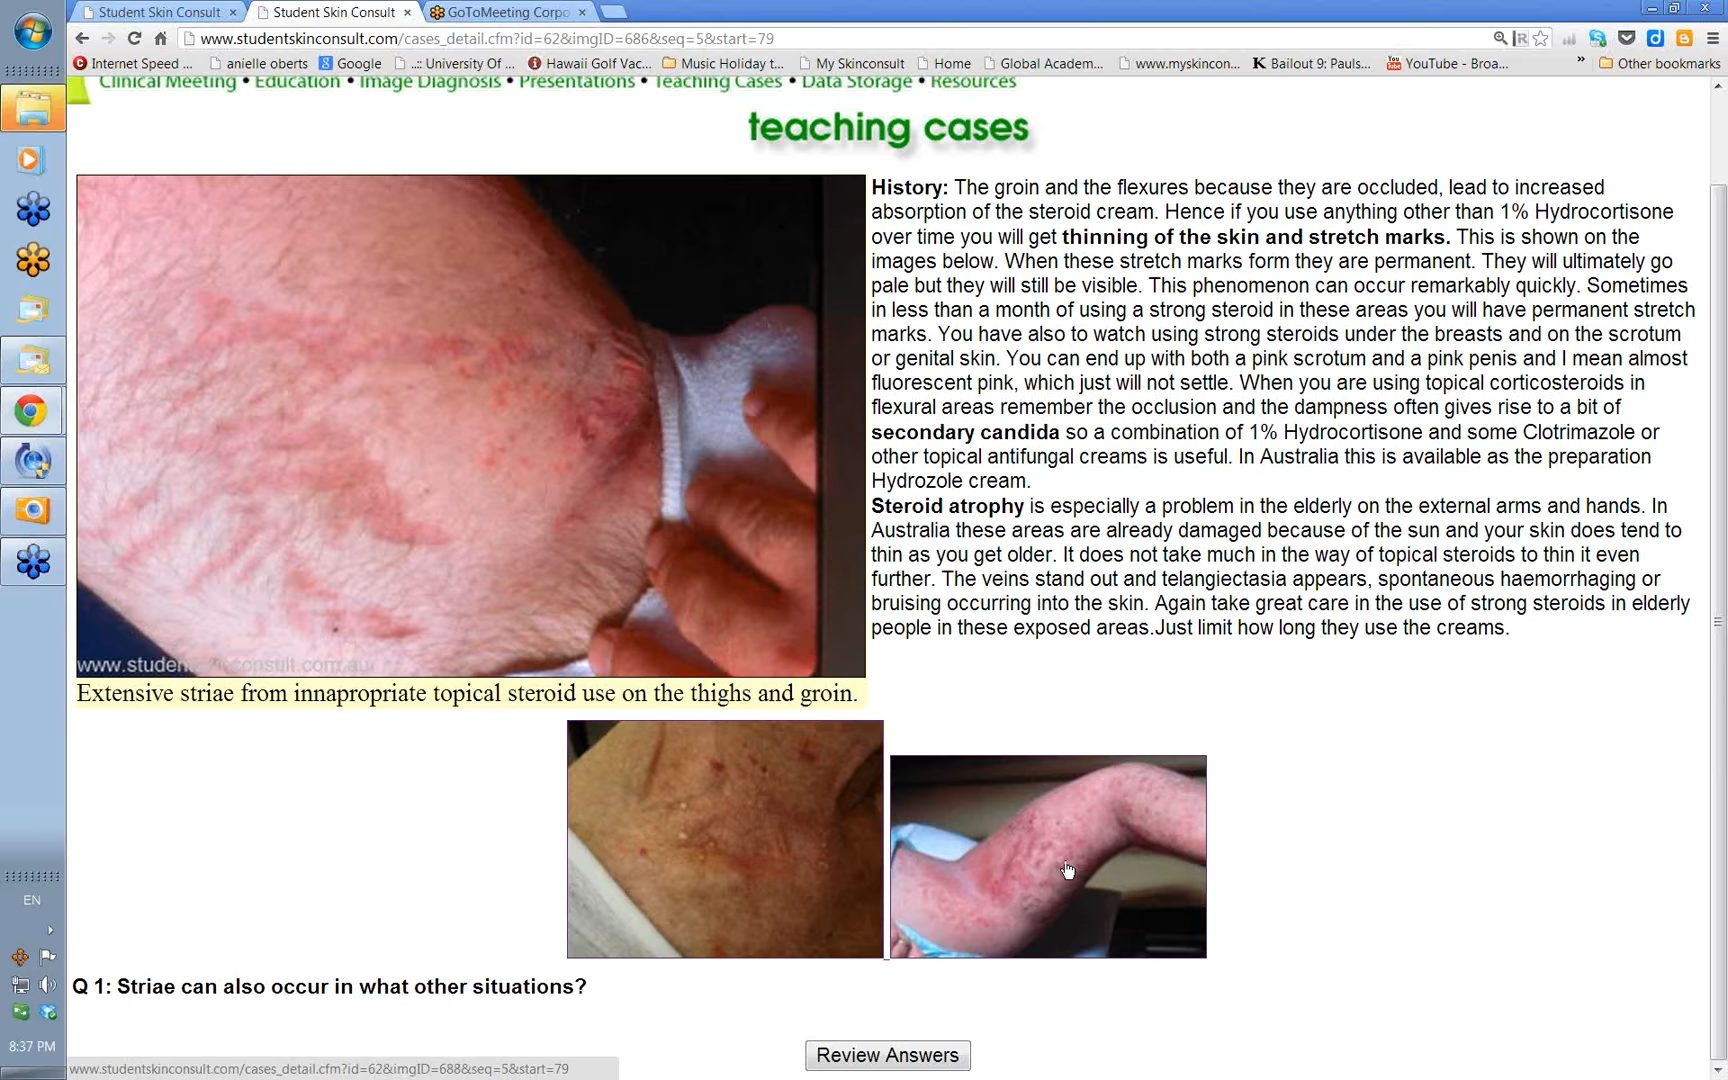 Student Skin Consult
Student Skin Consult
GoToMeeting Corpo
www.studentskinconsult.com/cases_detail.cfm?id=62&imgID=686&seq=5&start=79
Internet Speed ...
anielle oberts
Google
..:: University Of ...
Hawaii Golf Vac...
Music Holiday t...
My Skinconsult
Home
Global Academ...
www.myskincon...
K Bailout 9: Pauls...
YouTube - Broa...
»
Other bookmarks
Clinical Meeting • Education • Image Diagnosis • Presentations • Teaching Cases • Data Storage • Resources
teaching cases
History: The groin and the flexures because they are occluded, lead to increased
absorption of the steroid cream. Hence if you use anything other than 1% Hydrocortisone
over time you will get thinning of the skin and stretch marks. This is shown on the
images below. When these stretch marks form they are permanent. They will ultimately go
pale but they will still be visible. This phenomenon can occur remarkably quickly. Sometimes
in less than a month of using a strong steroid in these areas you will have permanent stretch
marks. You have also to watch using strong steroids under the breasts and on the scrotum
or genital skin. You can end up with both a pink scrotum and a pink penis and I mean almost
fluorescent pink, which just will not settle. When you are using topical corticosteroids in
flexural areas remember the occlusion and the dampness often gives rise to a bit of
secondary candida so a combination of 1% Hydrocortisone and some Clotrimazole or
other topical antifungal creams is useful. In Australia this is available as the preparation
Hydrozole cream.
Steroid atrophy is especially a problem in the elderly on the external arms and hands. In
Australia these areas are already damaged because of the sun and your skin does tend to
thin as you get older. It does not take much in the way of topical steroids to thin it even
further. The veins stand out and telangiectasia appears, spontaneous haemorrhaging or
bruising occurring into the skin. Again take great care in the use of strong steroids in elderly
people in these exposed areas.Just limit how long they use the creams.
www.studentskinconsult.com.au
Extensive striae from innapropriate topical steroid use on the thighs and groin.
Q 1: Striae can also occur in what other situations?
Review Answers
EN
8:37 PM
www.studentskinconsult.com/cases_detail.cfm?id=62&imgID=688&seq=5&start=79